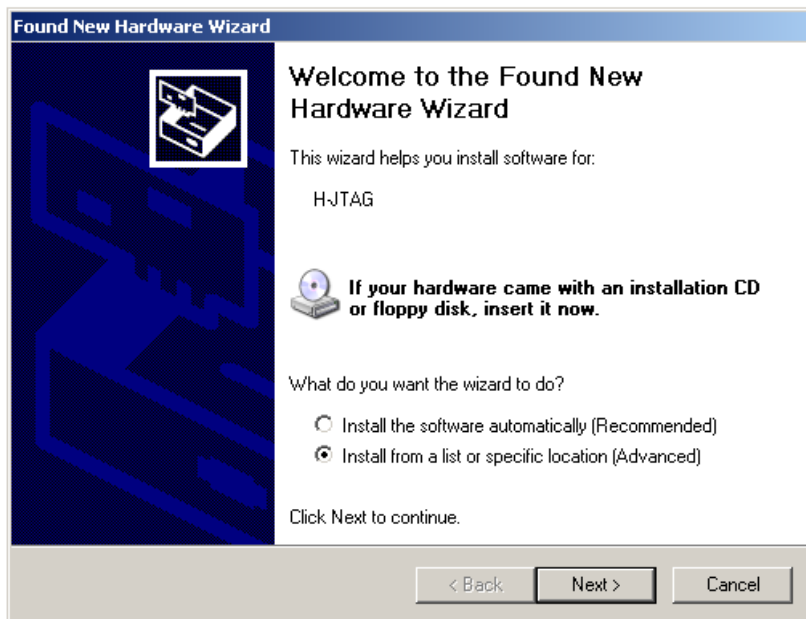 Found New Hardware Wizard
Welcome to the Found New
Hardware Wizard
This wizard helps you install software for:
H-JTAG
If your hardware came with an installation CD
or floppy disk, insert it now.
What do you want the wizard to do?
Install the software automatically (Recommended)
Install from a list or specific location (Advanced)
Click Next to continue.
< Back
Next >
Cancel